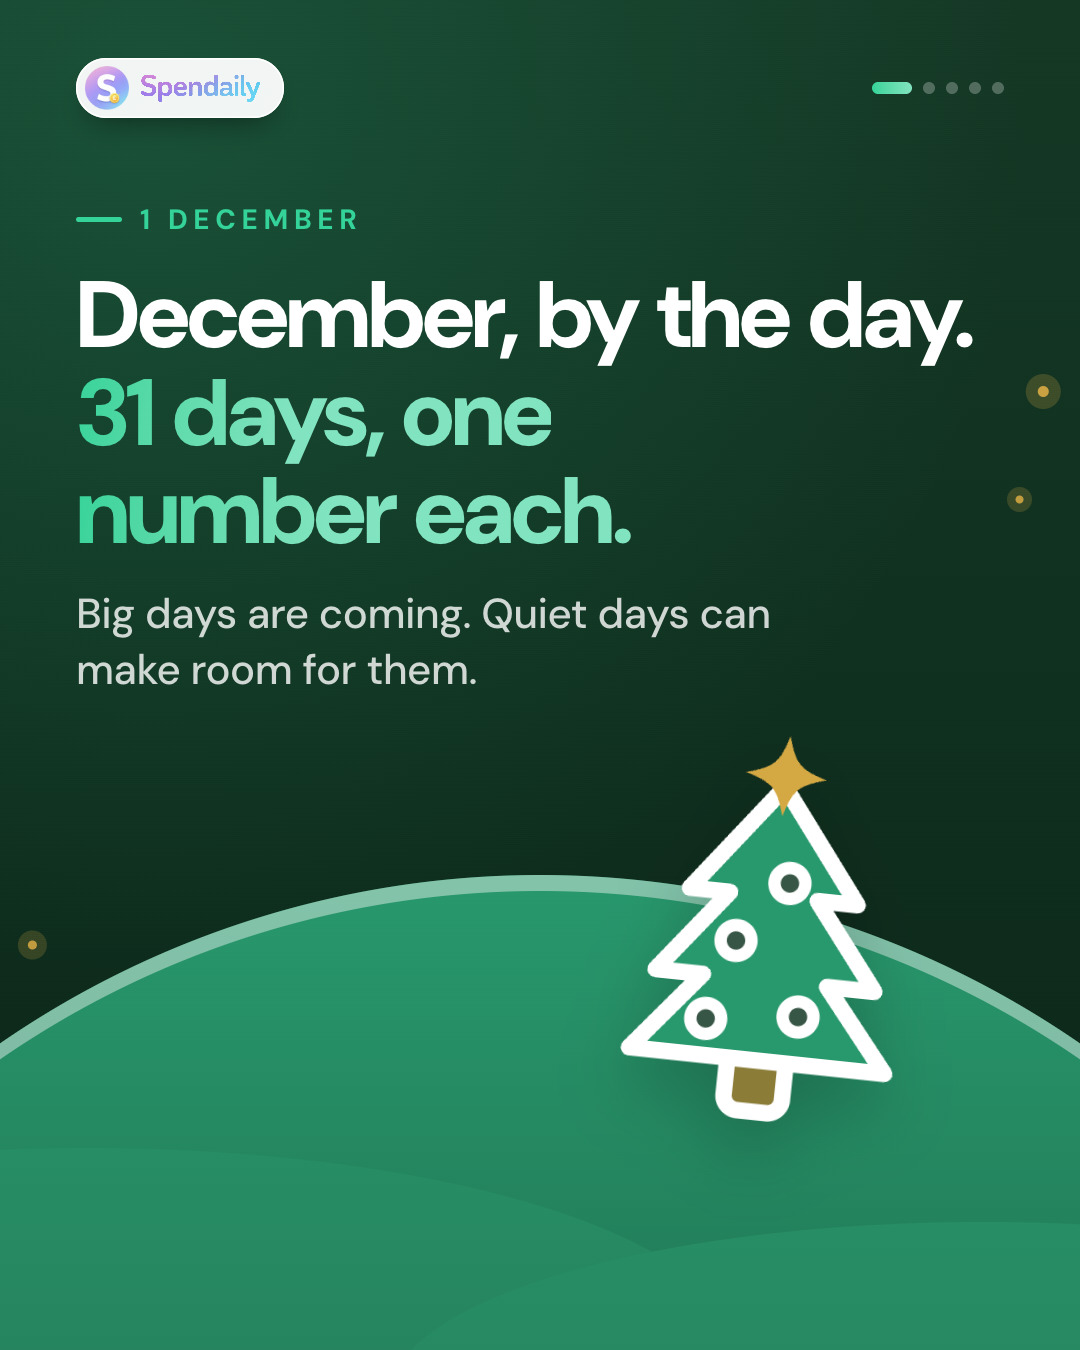 Spendaily
1 DECEMBER
December, by the day.
31 days, one
number each.
Big days are coming. Quiet days can
make room for them.